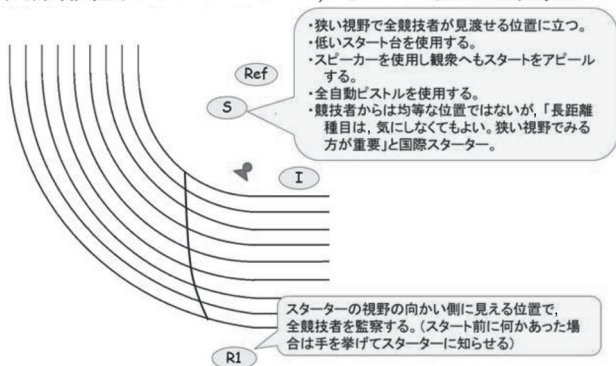 ・狭い視野で全競技者が見渡せる位置に立つ。
・低いスタート台を使用する。
・スピーカーを使用し観衆へもスタートをアピール
する。
・全自動ピストルを使用する。
・競技者からは均等な位置ではないが,「長距離
種目は, 気にしなくてもよい。狭い視野でみる
方が重要」と国際スターター。
Ref
S
I
スターターの視野の向かい側に見える位置で,
全競技者を監察する。(スタート前に何かあった場
合は手を挙げてスターターに知らせる)
R1